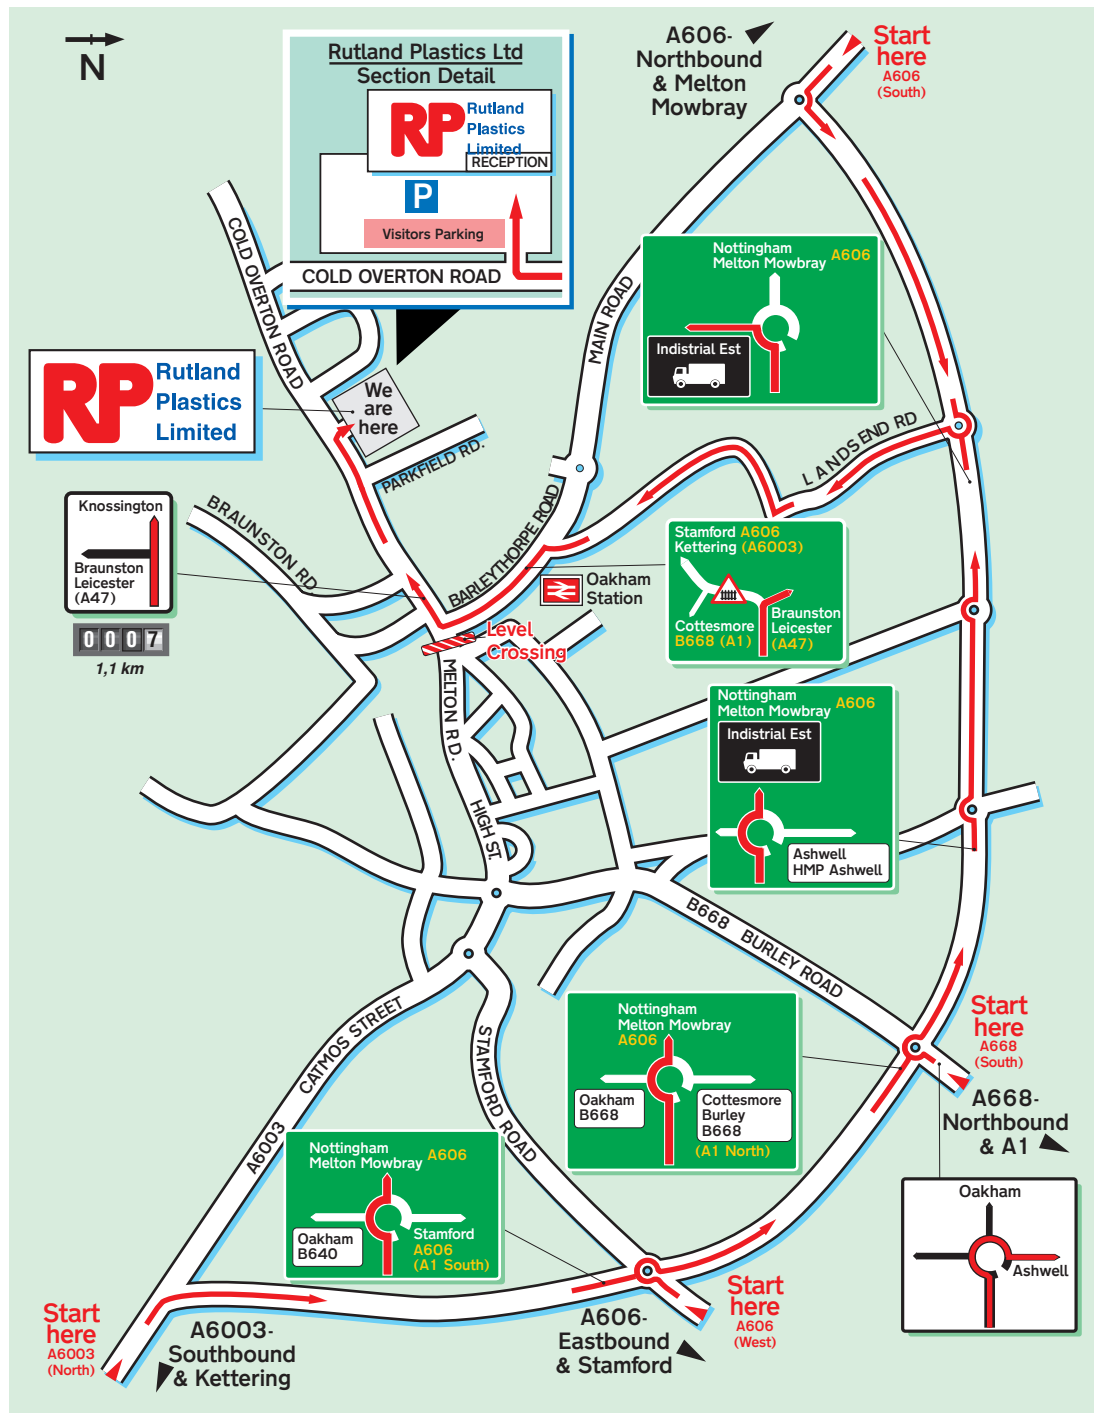 N
Rutland Plastics Ltd
Section Detail
RP
Rutland
Plastics
Limited
RECEPTION
P
Visitors Parking
COLD OVERTON ROAD
A606-
Northbound
& Melton
Mowbray
Start
here
A606
(South)
COLD OVERTON ROAD
MAIN ROAD
Nottingham
Melton Mowbray A606
Indistrial Est
RP
Rutland
Plastics
Limited
We
are
here
PARKFIELD RD.
LANDSEND RD
Knossington
Braunston
Leicester
(A47)
0007
1,1 km
BRAUNSTON RD.
BARLEYTHORPE ROAD
Oakham
Station
Stamford A606
Kettering (A6003)
Cottesmore
B668 (A1)
Braunston
Leicester
(A47)
Level
Crossing
MELTON RD.
HIGH ST.
Nottingham
Melton Mowbray A606
Indistrial Est
Ashwell
HMP Ashwell
B668 BURLEY ROAD
CATMOS STREET
A6003
STAMFORD ROAD
Nottingham
Melton Mowbray
A606
Oakham
B668
Cottesmore
Burley
B668
(A1 North)
Start
here
A668
(South)
A668-
Northbound
& A1
Nottingham
Melton Mowbray A606
Oakham
B640
Stamford
A606
(A1 South)
Oakham
Ashwell
Start
here
A6003
(North)
A6003-
Southbound
& Kettering
A606-
Eastbound
& Stamford
Start
here
A606
(West)